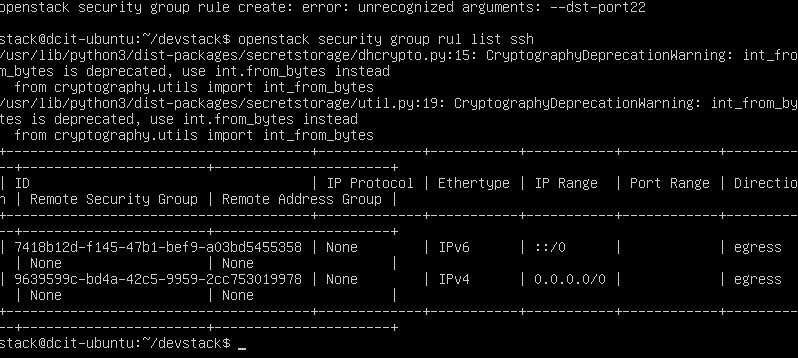 openstack security group rule create: error: unrecognized arguments: --dst-port22
stack@dcit-ubuntu:~/devstack$ openstack security group rul list ssh
/usr/lib/python3/dist-packages/secretstorage/dhcrypto.py:15: CryptographyDeprecationWarning: int_fro
m_bytes is deprecated, use int.from_bytes instead
  from cryptography.utils import int_from_bytes
/usr/lib/python3/dist-packages/secretstorage/util.py:19: CryptographyDeprecationWarning: int_from_by
tes is deprecated, use int.from_bytes instead
  from cryptography.utils import int_from_bytes
+--------------------------------------+-------------+-----------+-----------+------------+---------
--+-----------------------+----------------------+
| ID                                   | IP Protocol | Ethertype | IP Range  | Port Range | Directio
n | Remote Security Group | Remote Address Group |
+--------------------------------------+-------------+-----------+-----------+------------+---------
--+-----------------------+----------------------+
| 7418b12d-f145-47b1-bef9-a03bd5455358 | None        | IPv6      | ::/0      |            | egress
  | None                  | None                 |
| 9639599c-bd4a-42c5-9959-2cc753019978 | None        | IPv4      | 0.0.0.0/0 |            | egress
  | None                  | None                 |
+--------------------------------------+-------------+-----------+-----------+------------+---------
--+-----------------------+----------------------+
stack@dcit-ubuntu:~/devstack$ _